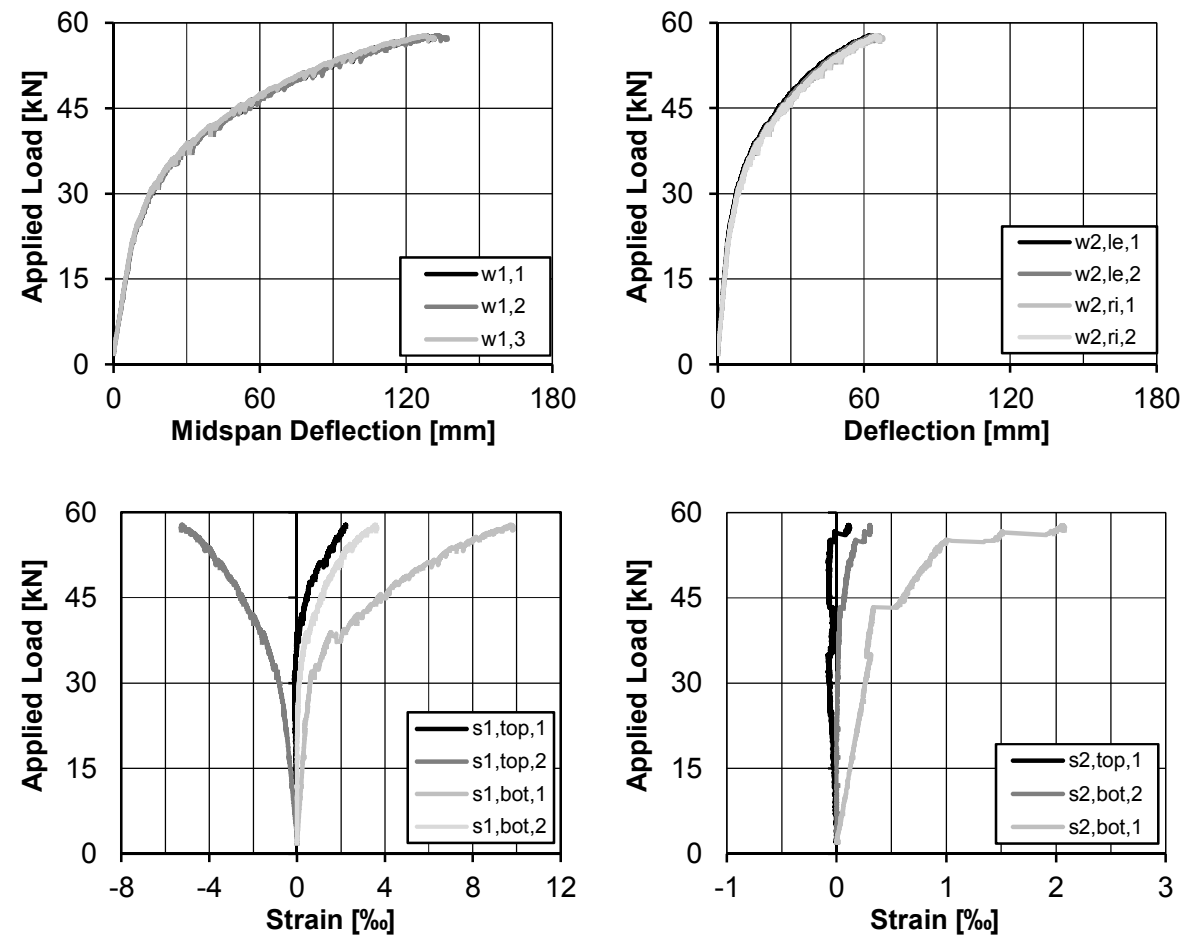 60
45
30
15
0
Applied Load [kN]
w1,1
w1,2
w1,3
0 60 120 180
Midspan Deflection [mm]
60
45
30
15
0
Applied Load [kN]
w2,le,1
w2,le,2
w2,ri,1
w2,ri,2
0 60 120 180
Deflection [mm]
60
45
30
15
0
Applied Load [kN]
s1,top,1
s1,top,2
s1,bot,1
s1,bot,2
-8 -4 0 4 8 12
Strain [‰]
60
45
30
15
0
Applied Load [kN]
s2,top,1
s2,bot,2
s2,bot,1
-1 0 1 2 3
Strain [‰]